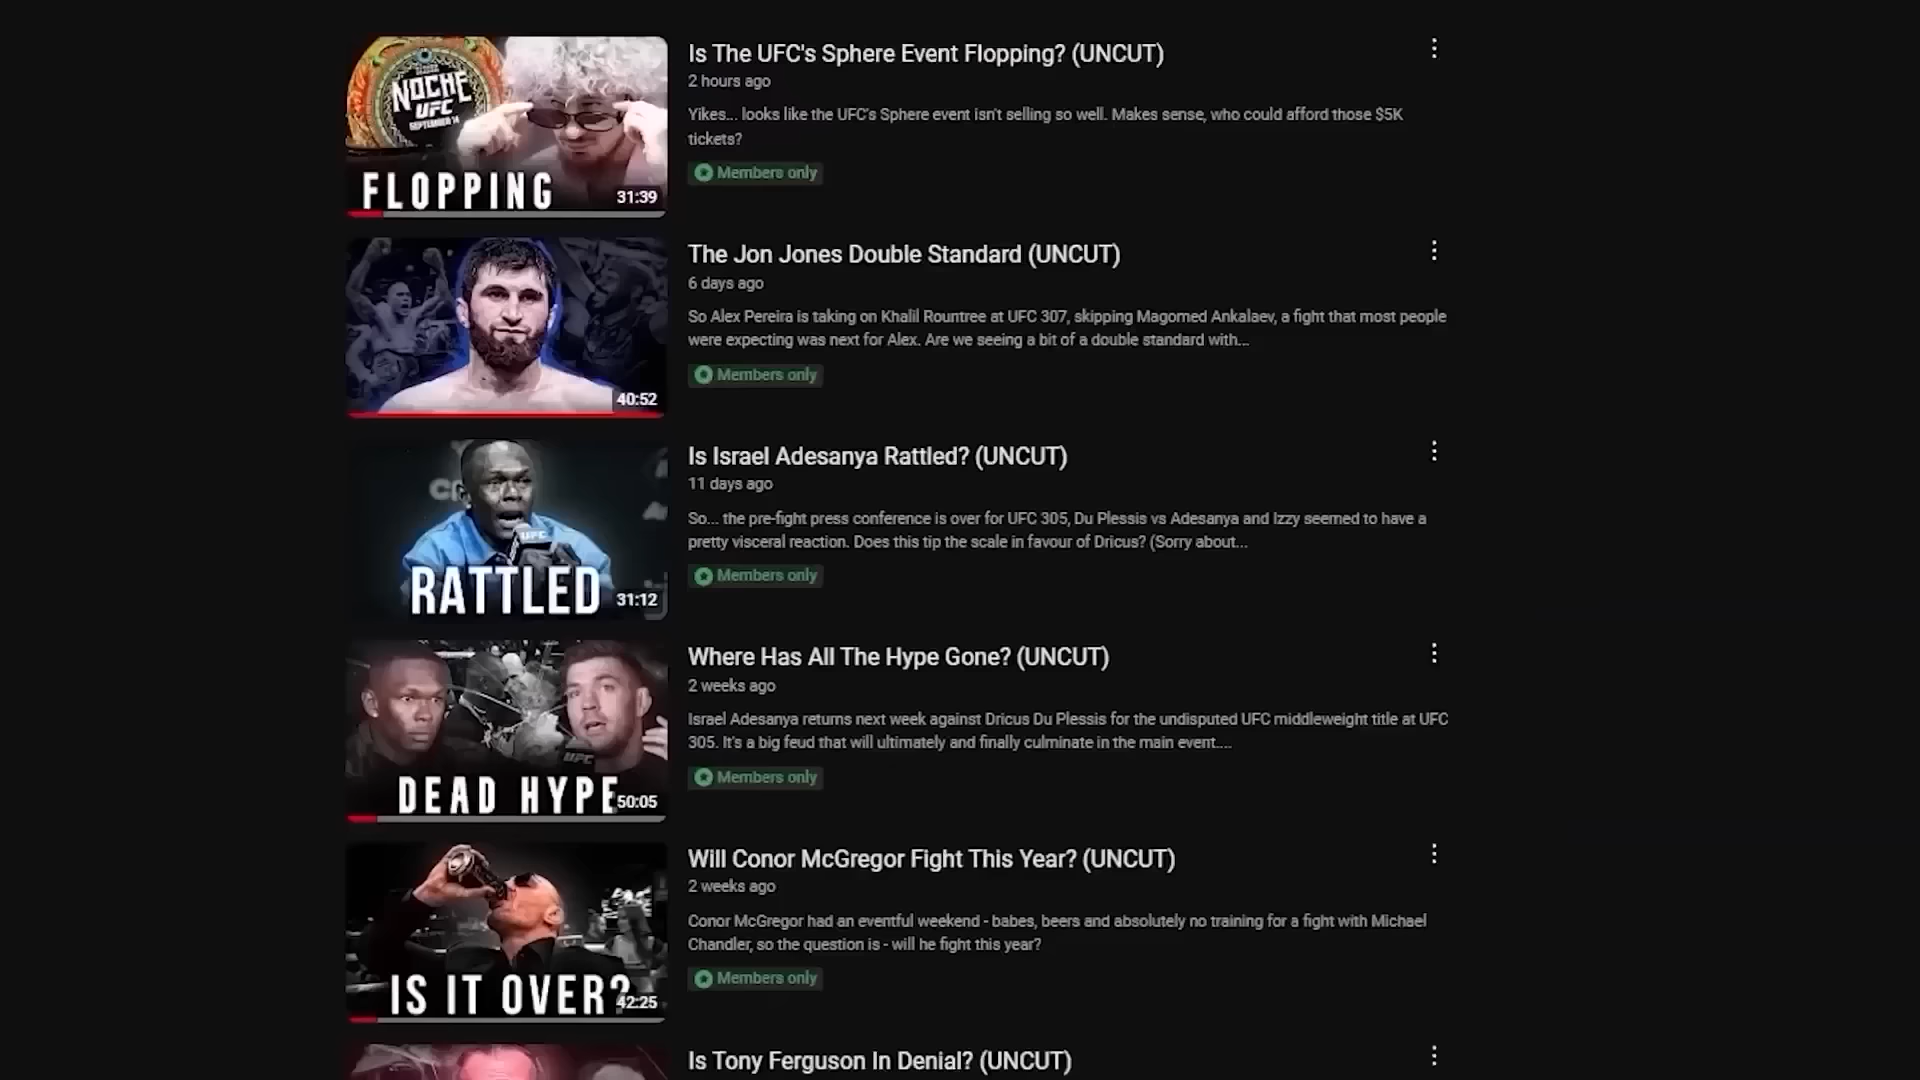 Is The UFC's Sphere Event Flopping? (UNCUT)
2 hours ago
Yikes... looks like the UFC's Sphere event isn't selling so well. Makes sense, who could afford those $5K
tickets?
Members only
NOCHE
UFC
SEPTEMBER 14
FLOPPING
31:39
The Jon Jones Double Standard (UNCUT)
6 days ago
So Alex Pereira is taking on Khalil Rountree at UFC 307, skipping Magomed Ankalaev, a fight that most people
were expecting was next for Alex. Are we seeing a bit of a double standard with...
Members only
40:52
Is Israel Adesanya Rattled? (UNCUT)
11 days ago
So... the pre-fight press conference is over for UFC 305, Du Plessis vs Adesanya and Izzy seemed to have a
pretty visceral reaction. Does this tip the scale in favour of Dricus? (Sorry about...
Members only
UFC
RATTLED
31:12
Where Has All The Hype Gone? (UNCUT)
2 weeks ago
Israel Adesanya returns next week against Dricus Du Plessis for the undisputed UFC middleweight title at UFC
305. It's a big feud that will ultimately and finally culminate in the main event....
Members only
UFC
DEAD HYPE
50:05
Will Conor McGregor Fight This Year? (UNCUT)
2 weeks ago
Conor McGregor had an eventful weekend - babes, beers and absolutely no training for a fight with Michael
Chandler, so the question is - will he fight this year?
Members only
IS IT OVER?
42:25
Is Tony Ferguson In Denial? (UNCUT)